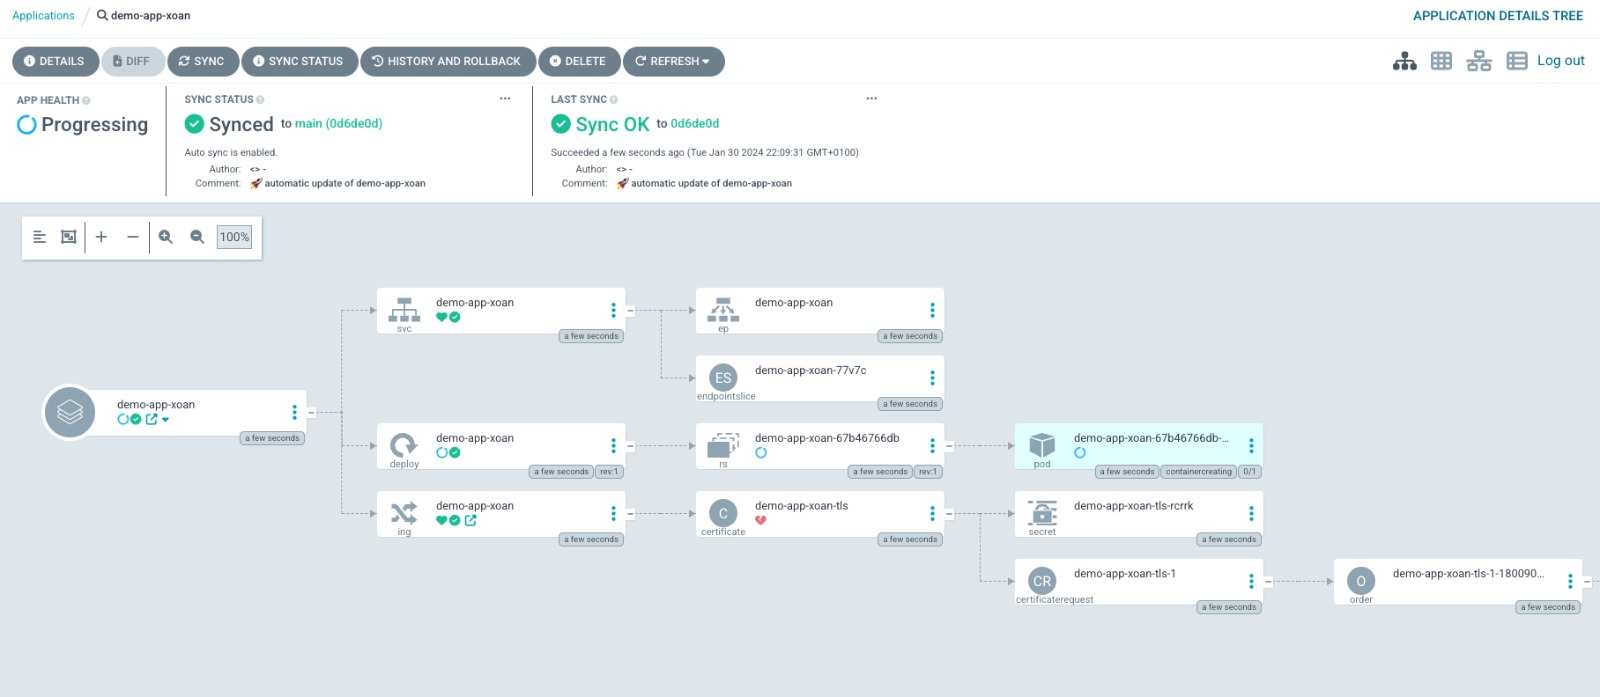 Applications / demo-app-xoan
APPLICATION DETAILS TREE
DETAILS DIFF SYNC SYNC STATUS HISTORY AND ROLLBACK DELETE REFRESH
Log out
APP HEALTH
Progressing
SYNC STATUS
Synced to main (0d6de0d)
Auto sync is enabled.
Author: <> -
Comment: 🚀 automatic update of demo-app-xoan
LAST SYNC
Sync OK to 0d6de0d
Succeeded a few seconds ago (Tue Jan 30 2024 22:09:31 GMT+0100)
Author: <> -
Comment: 🚀 automatic update of demo-app-xoan
100%
demo-app-xoan
a few seconds
demo-app-xoan
svc
a few seconds
demo-app-xoan
ep
a few seconds
ES
demo-app-xoan-77v7c
endpointslice
a few seconds
demo-app-xoan
deploy
a few seconds rev:1
demo-app-xoan-67b46766db
rs
a few seconds rev:1
demo-app-xoan-67b46766db-...
pod
a few seconds containercreating 0/1
demo-app-xoan
ing
a few seconds
C
demo-app-xoan-tls
certificate
a few seconds
demo-app-xoan-tls-rcrrk
secret
a few seconds
CR
demo-app-xoan-tls-1
certificaterequest
a few seconds
O
demo-app-xoan-tls-1-180090...
order
a few seconds